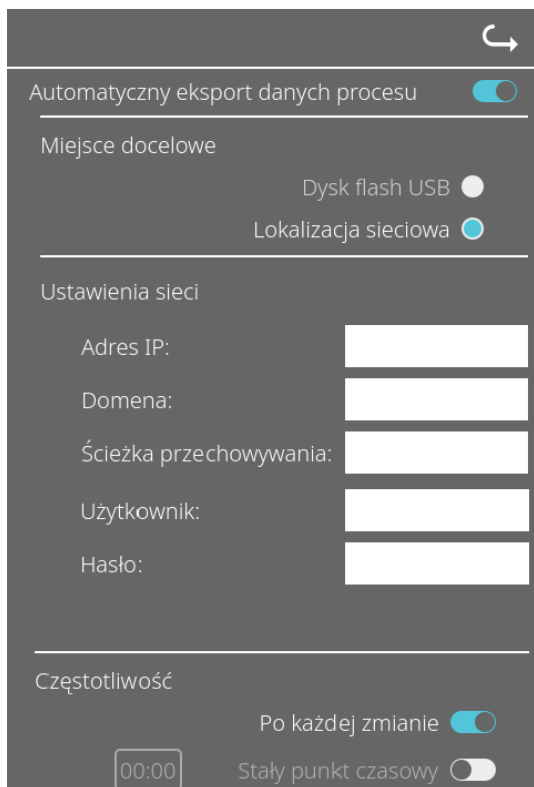 Automatyczny eksport danych procesu
Miejsce docelowe
Dysk flash USB
Lokalizacja sieciowa
Ustawienia sieci
Adres IP:
Domena:
Ścieżka przechowywania:
Użytkownik:
Hasło:
Częstotliwość
Po każdej zmianie
00:00 Stały punkt czasowy